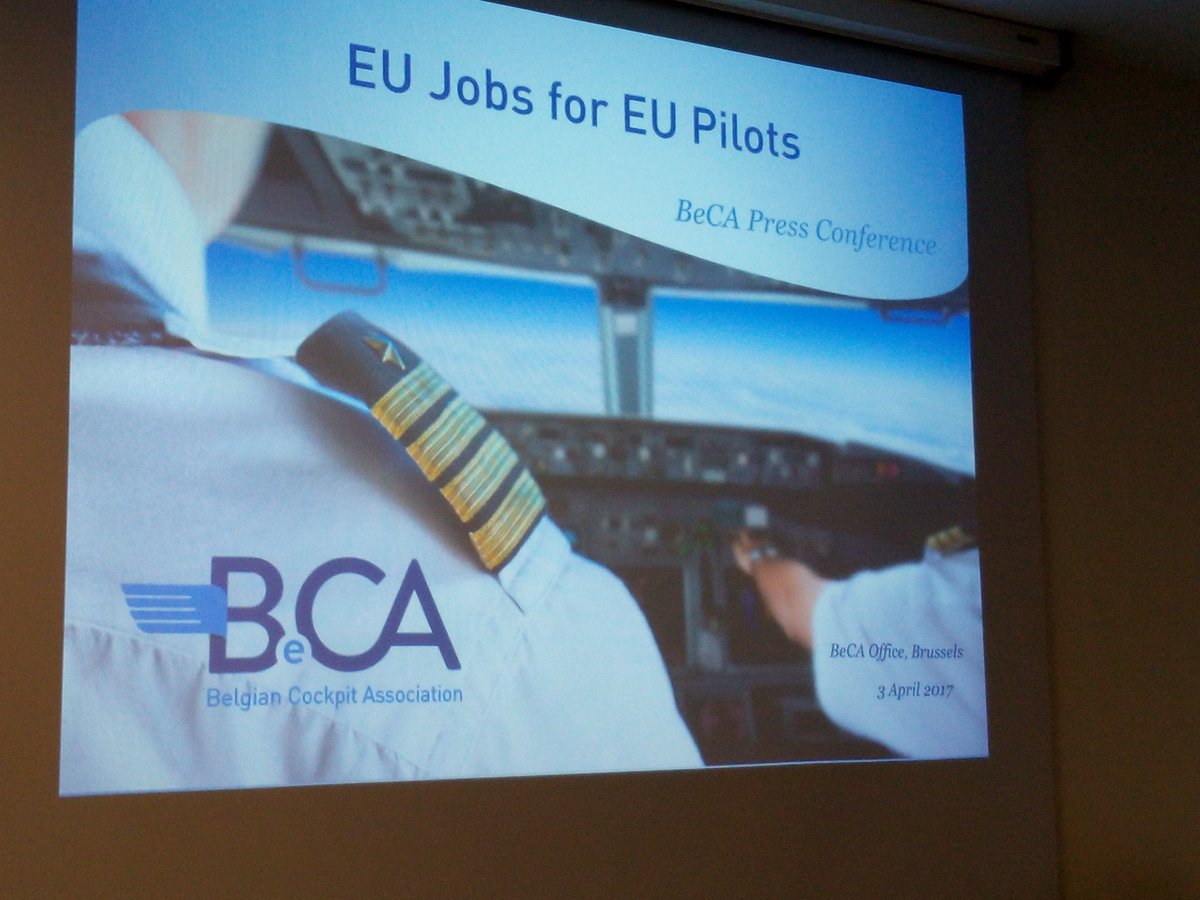 EU Jobs for EU Pilots
BeCA Press Conference
BeCA
Belgian Cockpit Association
BeCA Office, Brussels
3 April 2017